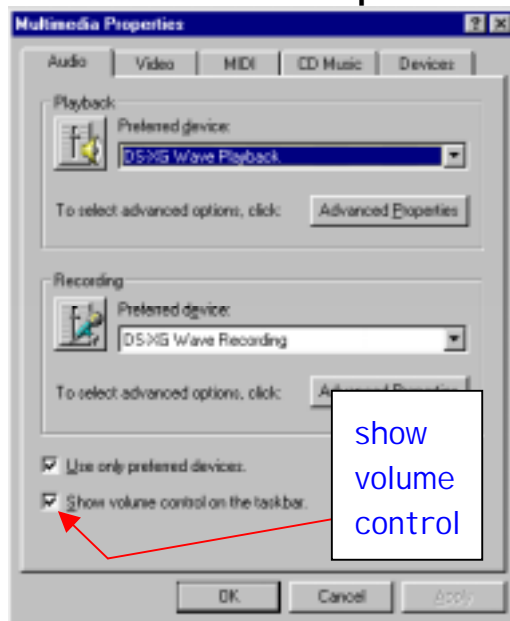 Multimedia Properties
Audio Video MIDI CD Music Devices
Playback
Preferred device:
DS-XG Wave Playback
To select advanced options, click: Advanced Properties
Recording
Preferred device:
DS-XG Wave Recording
To select advanced options, click:
show
volume
control
Use only preferred devices.
Show volume control on the taskbar.
OK Cancel Apply